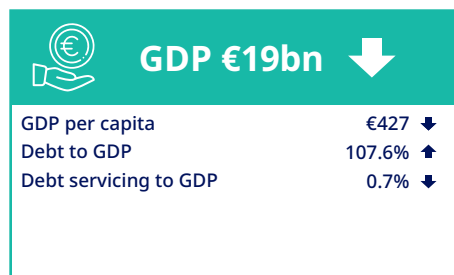 GDP €19bn
GDP per capita €427
Debt to GDP 107.6%
Debt servicing to GDP 0.7%